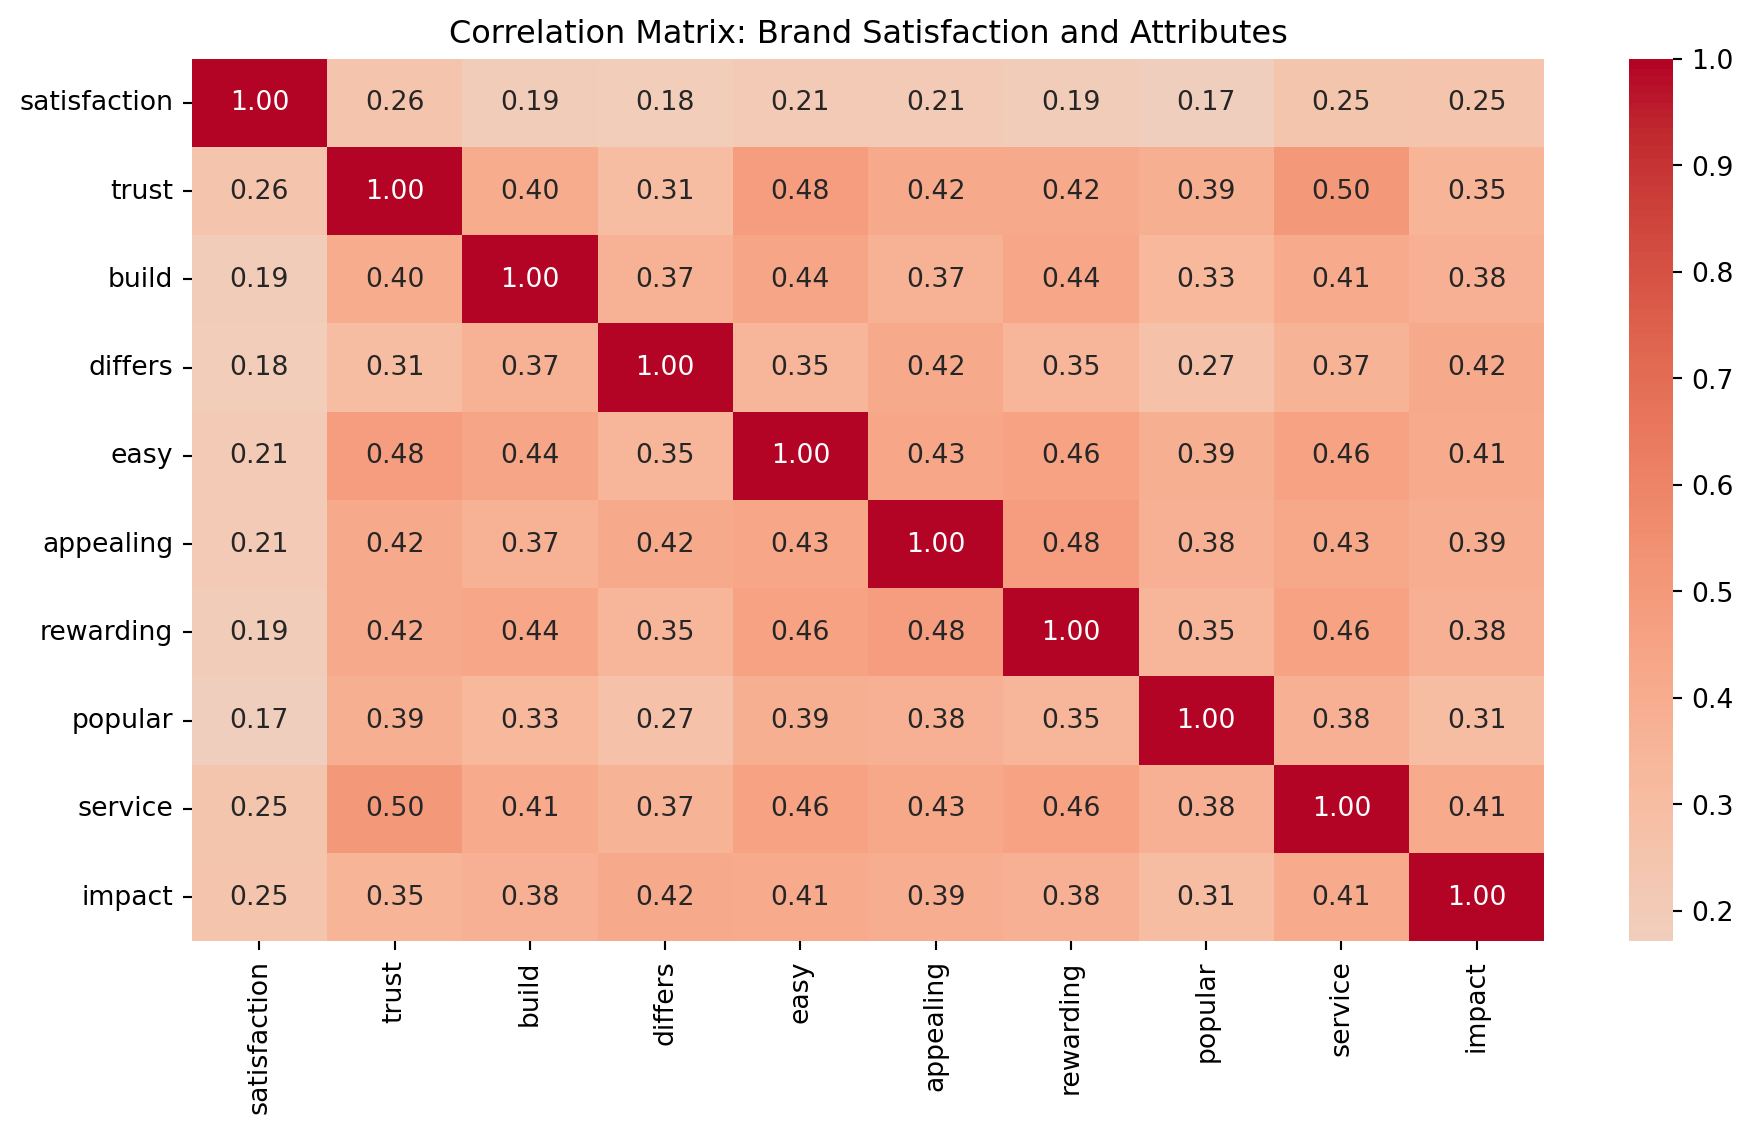 Correlation Matrix: Brand Satisfaction and Attributes
satisfaction 1.00 0.26 0.19 0.18 0.21 0.21 0.19 0.17 0.25 0.25
trust 0.26 1.00 0.40 0.31 0.48 0.42 0.42 0.39 0.50 0.35
build 0.19 0.40 1.00 0.37 0.44 0.37 0.44 0.33 0.41 0.38
differs 0.18 0.31 0.37 1.00 0.35 0.42 0.35 0.27 0.37 0.42
easy 0.21 0.48 0.44 0.35 1.00 0.43 0.46 0.39 0.46 0.41
appealing 0.21 0.42 0.37 0.42 0.43 1.00 0.48 0.38 0.43 0.39
rewarding 0.19 0.42 0.44 0.35 0.46 0.48 1.00 0.35 0.46 0.38
popular 0.17 0.39 0.33 0.27 0.39 0.38 0.35 1.00 0.38 0.31
service 0.25 0.50 0.41 0.37 0.46 0.43 0.46 0.38 1.00 0.41
impact 0.25 0.35 0.38 0.42 0.41 0.39 0.38 0.31 0.41 1.00
satisfaction trust build differs easy appealing rewarding popular service impact
1.0
0.9
0.8
0.7
0.6
0.5
0.4
0.3
0.2